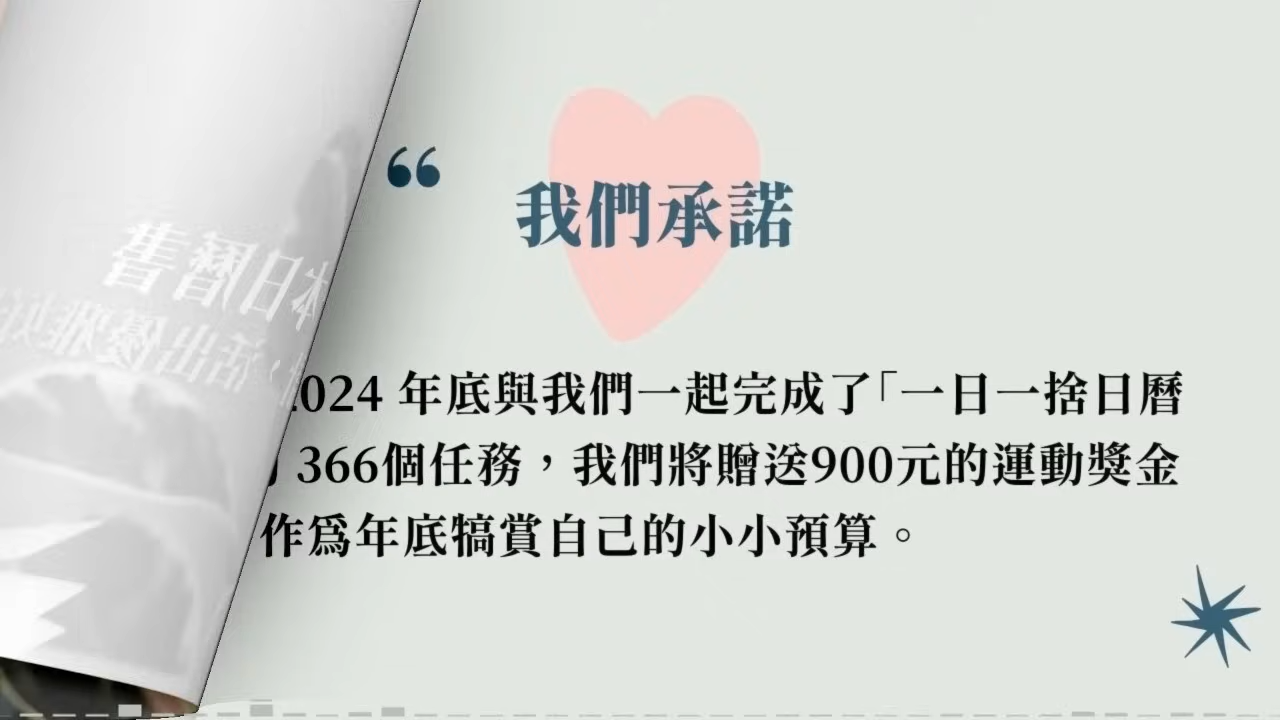 “
我們承諾
2024 年底與我們一起完成了「一日一捨日曆
」366個任務，我們將贈送900元的運動獎金
作爲年底犒賞自己的小小預算。